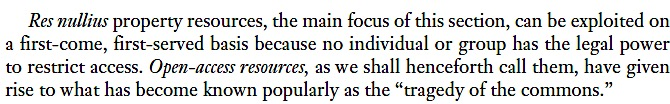 Res nullius property resources, the main focus of this section, can be exploited on
a first-come, first-served basis because no individual or group has the legal power
to restrict access. Open-access resources, as we shall henceforth call them, have given
rise to what has become known popularly as the “tragedy of the commons.”